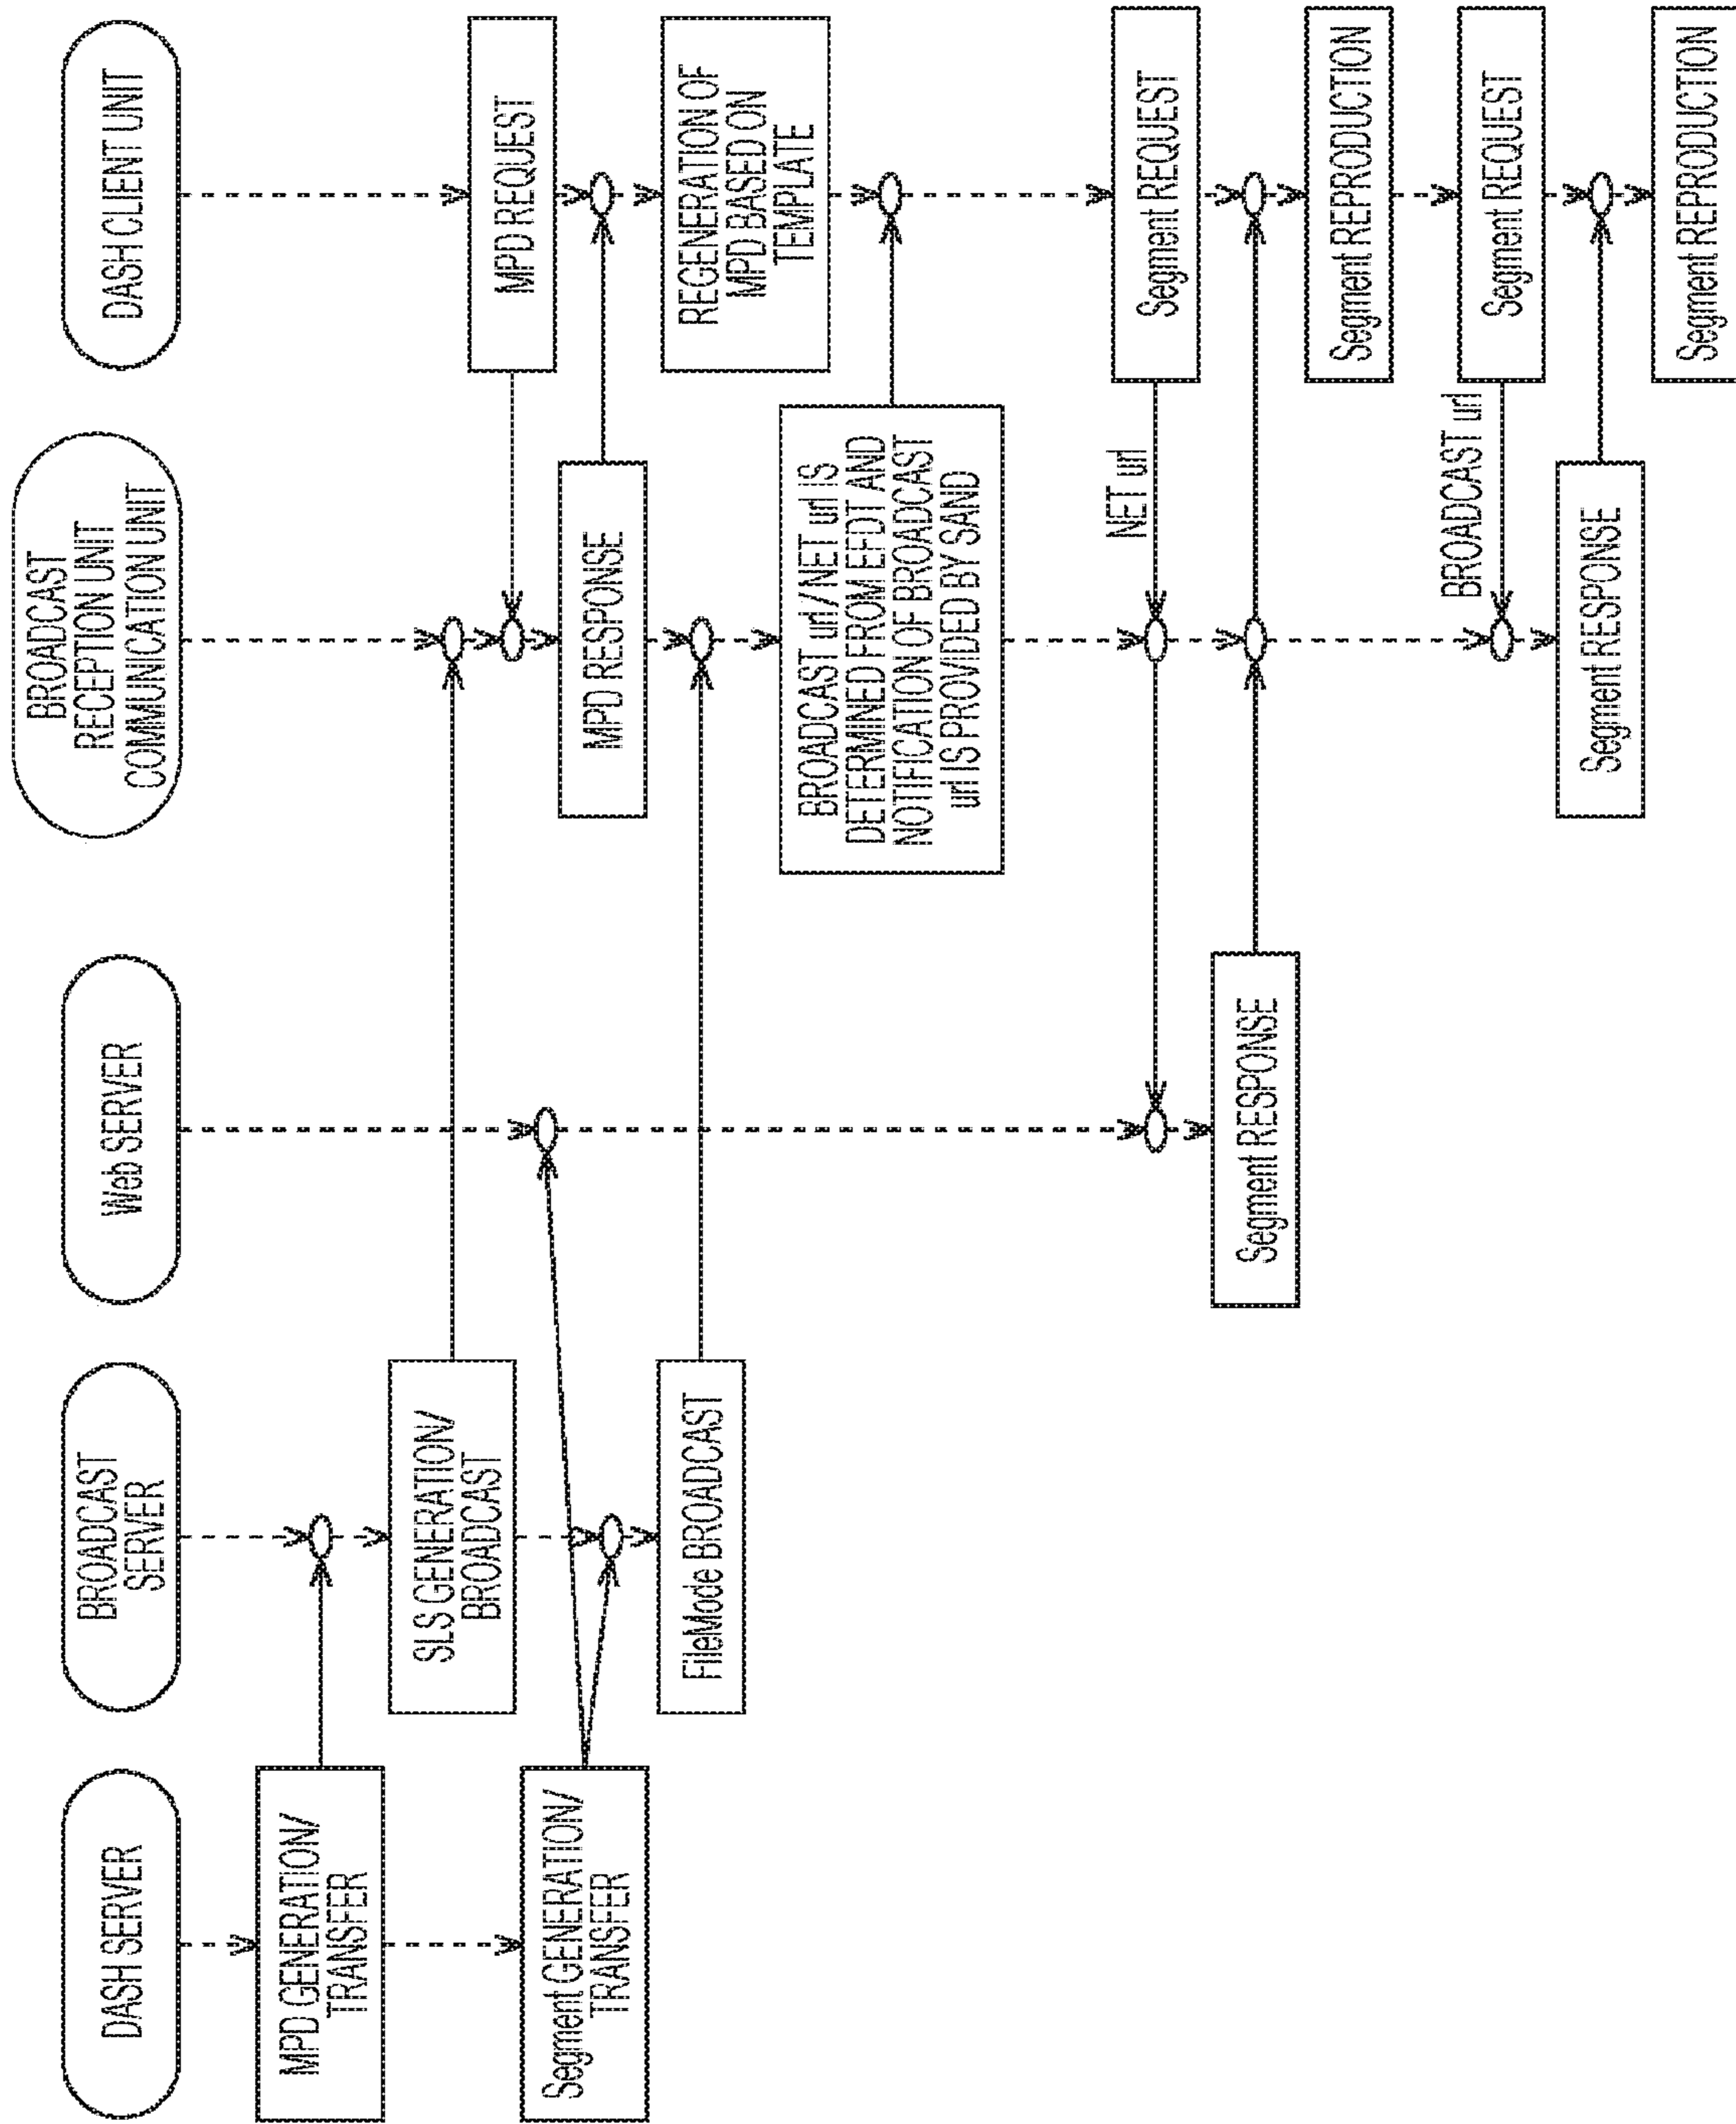 DASH SERVER
MPD GENERATION/
TRANSFER
Segment GENERATION/
TRANSFER
BROADCAST
SERVER
SLS GENERATION/
BROADCAST
FileMode BROADCAST
Web SERVER
Segment RESPONSE
BROADCAST
RECEPTION UNIT
COMMUNICATION UNIT
MPD RESPONSE
BROADCAST url/NET url IS
DETERMINED FROM EFDT AND
NOTIFICATION OF BROADCAST
url IS PROVIDED BY SAND
NET url
BROADCAST url
Segment RESPONSE
DASH CLIENT UNIT
MPD REQUEST
REGENERATION OF
MPD BASED ON
TEMPLATE
Segment REQUEST
Segment REPRODUCTION
Segment REQUEST
Segment REPRODUCTION